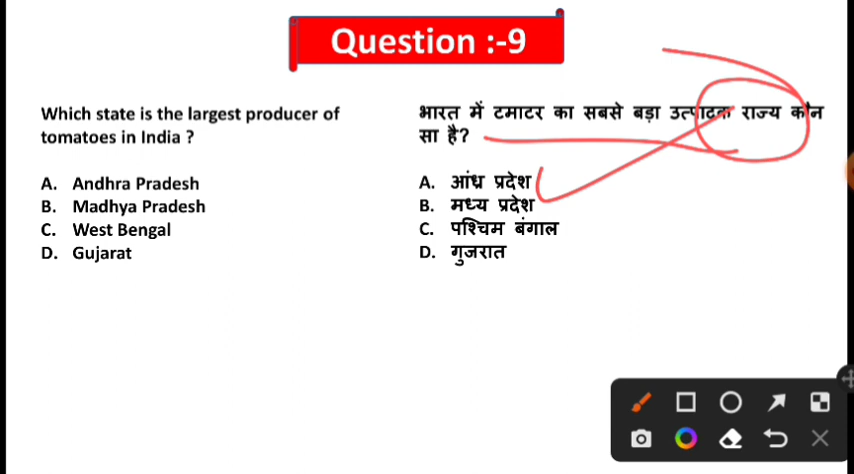 Question :-9
Which state is the largest producer of
tomatoes in India ?
A. Andhra Pradesh
B. Madhya Pradesh
C. West Bengal
D. Gujarat
भारत में टमाटर का सबसे बड़ा उत्पादक राज्य कौन
सा है?
A. आंध्र प्रदेश
B. मध्य प्रदेश
C. पश्चिम बंगाल
D. गुजरात